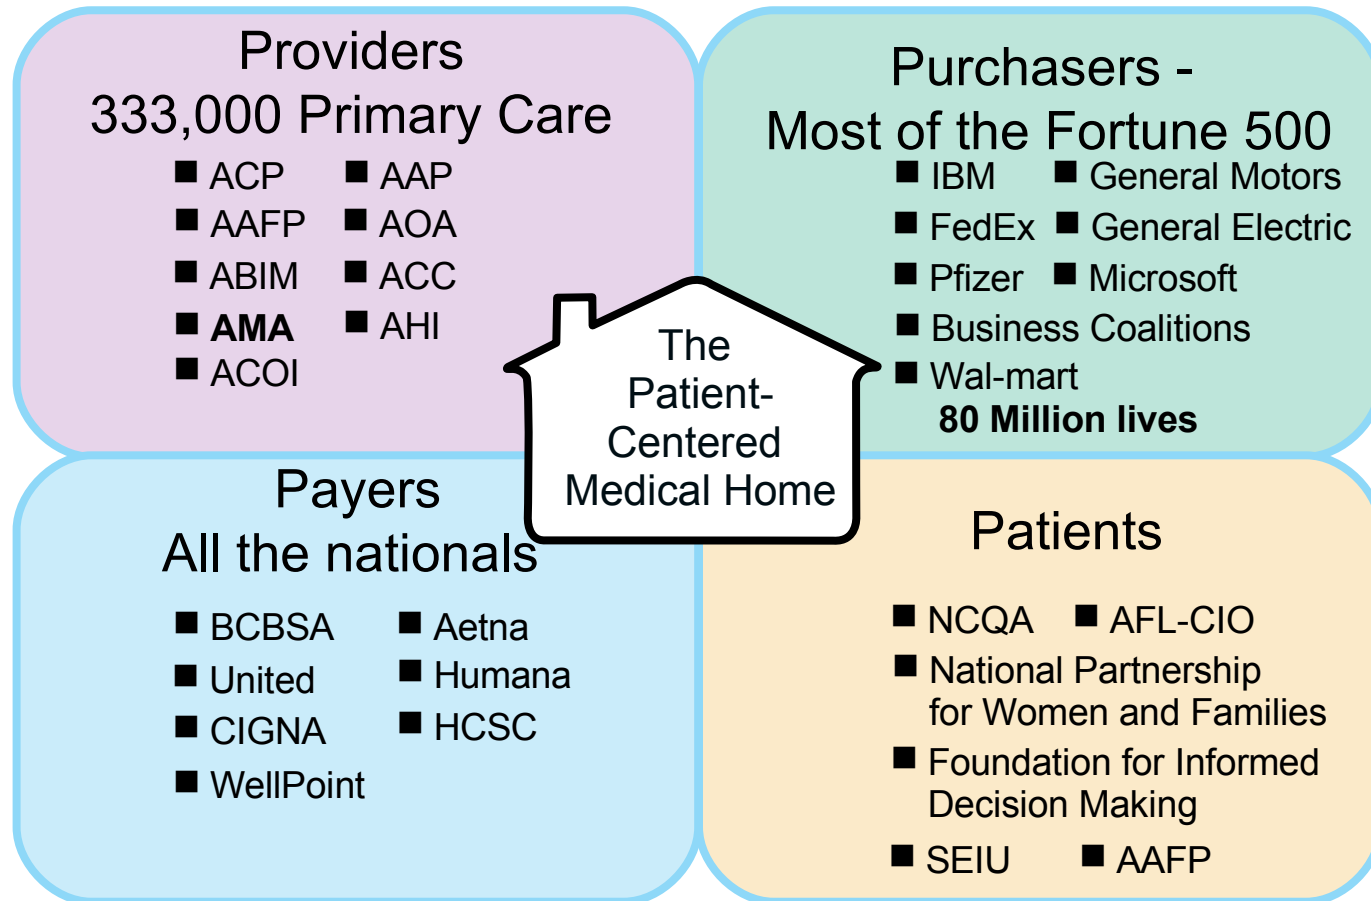 Providers
333,000 Primary Care
■ ACP ■ AAP
■ AAFP ■ AOA
■ ABIM ■ ACC
■ AMA ■ AHI
■ ACOI
Purchasers -
Most of the Fortune 500
■ IBM ■ General Motors
■ FedEx ■ General Electric
■ Pfizer ■ Microsoft
■ Business Coalitions
■ Wal-mart
80 Million lives
The
Patient-
Centered
Medical Home
Payers
All the nationals
■ BCBSA ■ Aetna
■ United ■ Humana
■ CIGNA ■ HCSC
■ WellPoint
Patients
■ NCQA ■ AFL-CIO
■ National Partnership
for Women and Families
■ Foundation for Informed
Decision Making
■ SEIU ■ AAFP